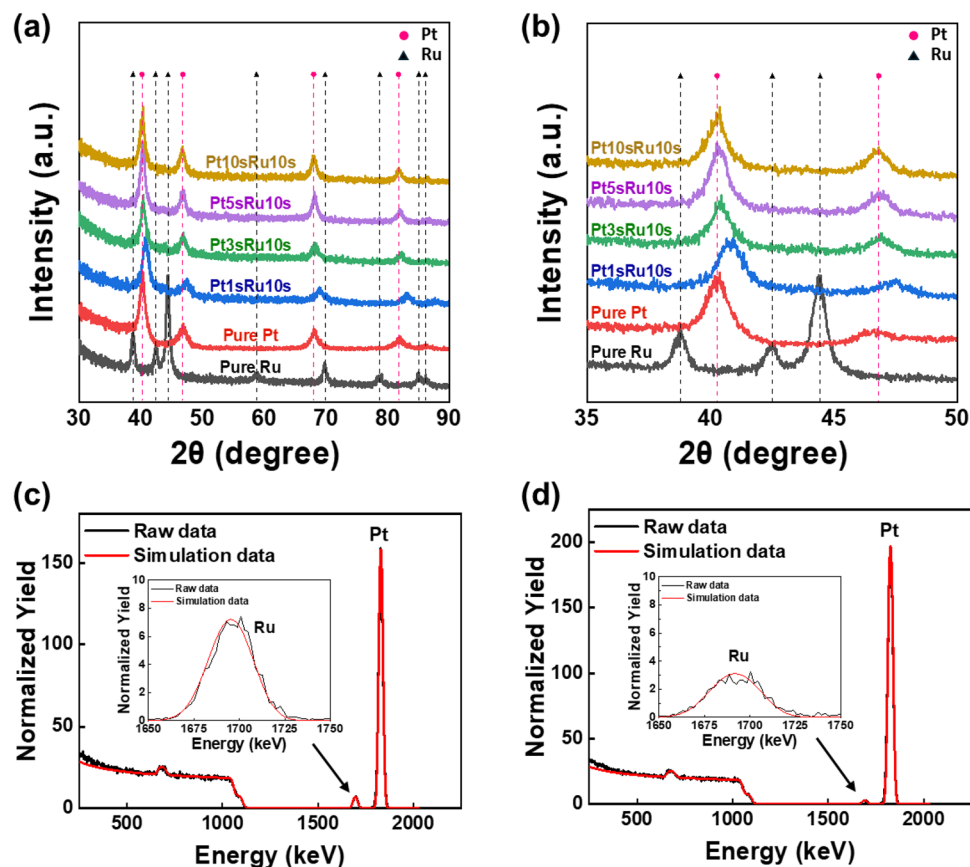 (a)
Pt
Ru
Pt10sRu10s
Pt5sRu10s
Pt3sRu10s
Pt1sRu10s
Pure Pt
Pure Ru
Intensity (a.u.)
30 40 50 60 70 80 90
2θ (degree)
(b)
Pt
Ru
Pt10sRu10s
Pt5sRu10s
Pt3sRu10s
Pt1sRu10s
Pure Pt
Pure Ru
Intensity (a.u.)
35 40 45 50
2θ (degree)
(c)
Raw data
Simulation data
Pt
Normalized Yield
150
100
50
0
500 1000 1500 2000
Energy (keV)
Raw data
Simulation data
Ru
Normalized Yield
8
6
4
2
0
1650 1675 1700 1725 1750
Energy (keV)
(d)
Raw data
Simulation data
Pt
Normalized Yield
200
150
100
50
0
500 1000 1500 2000
Energy (keV)
Raw data
Simulation data
Ru
Normalized Yield
10
8
6
4
2
0
1650 1675 1700 1725 1750
Energy (keV)